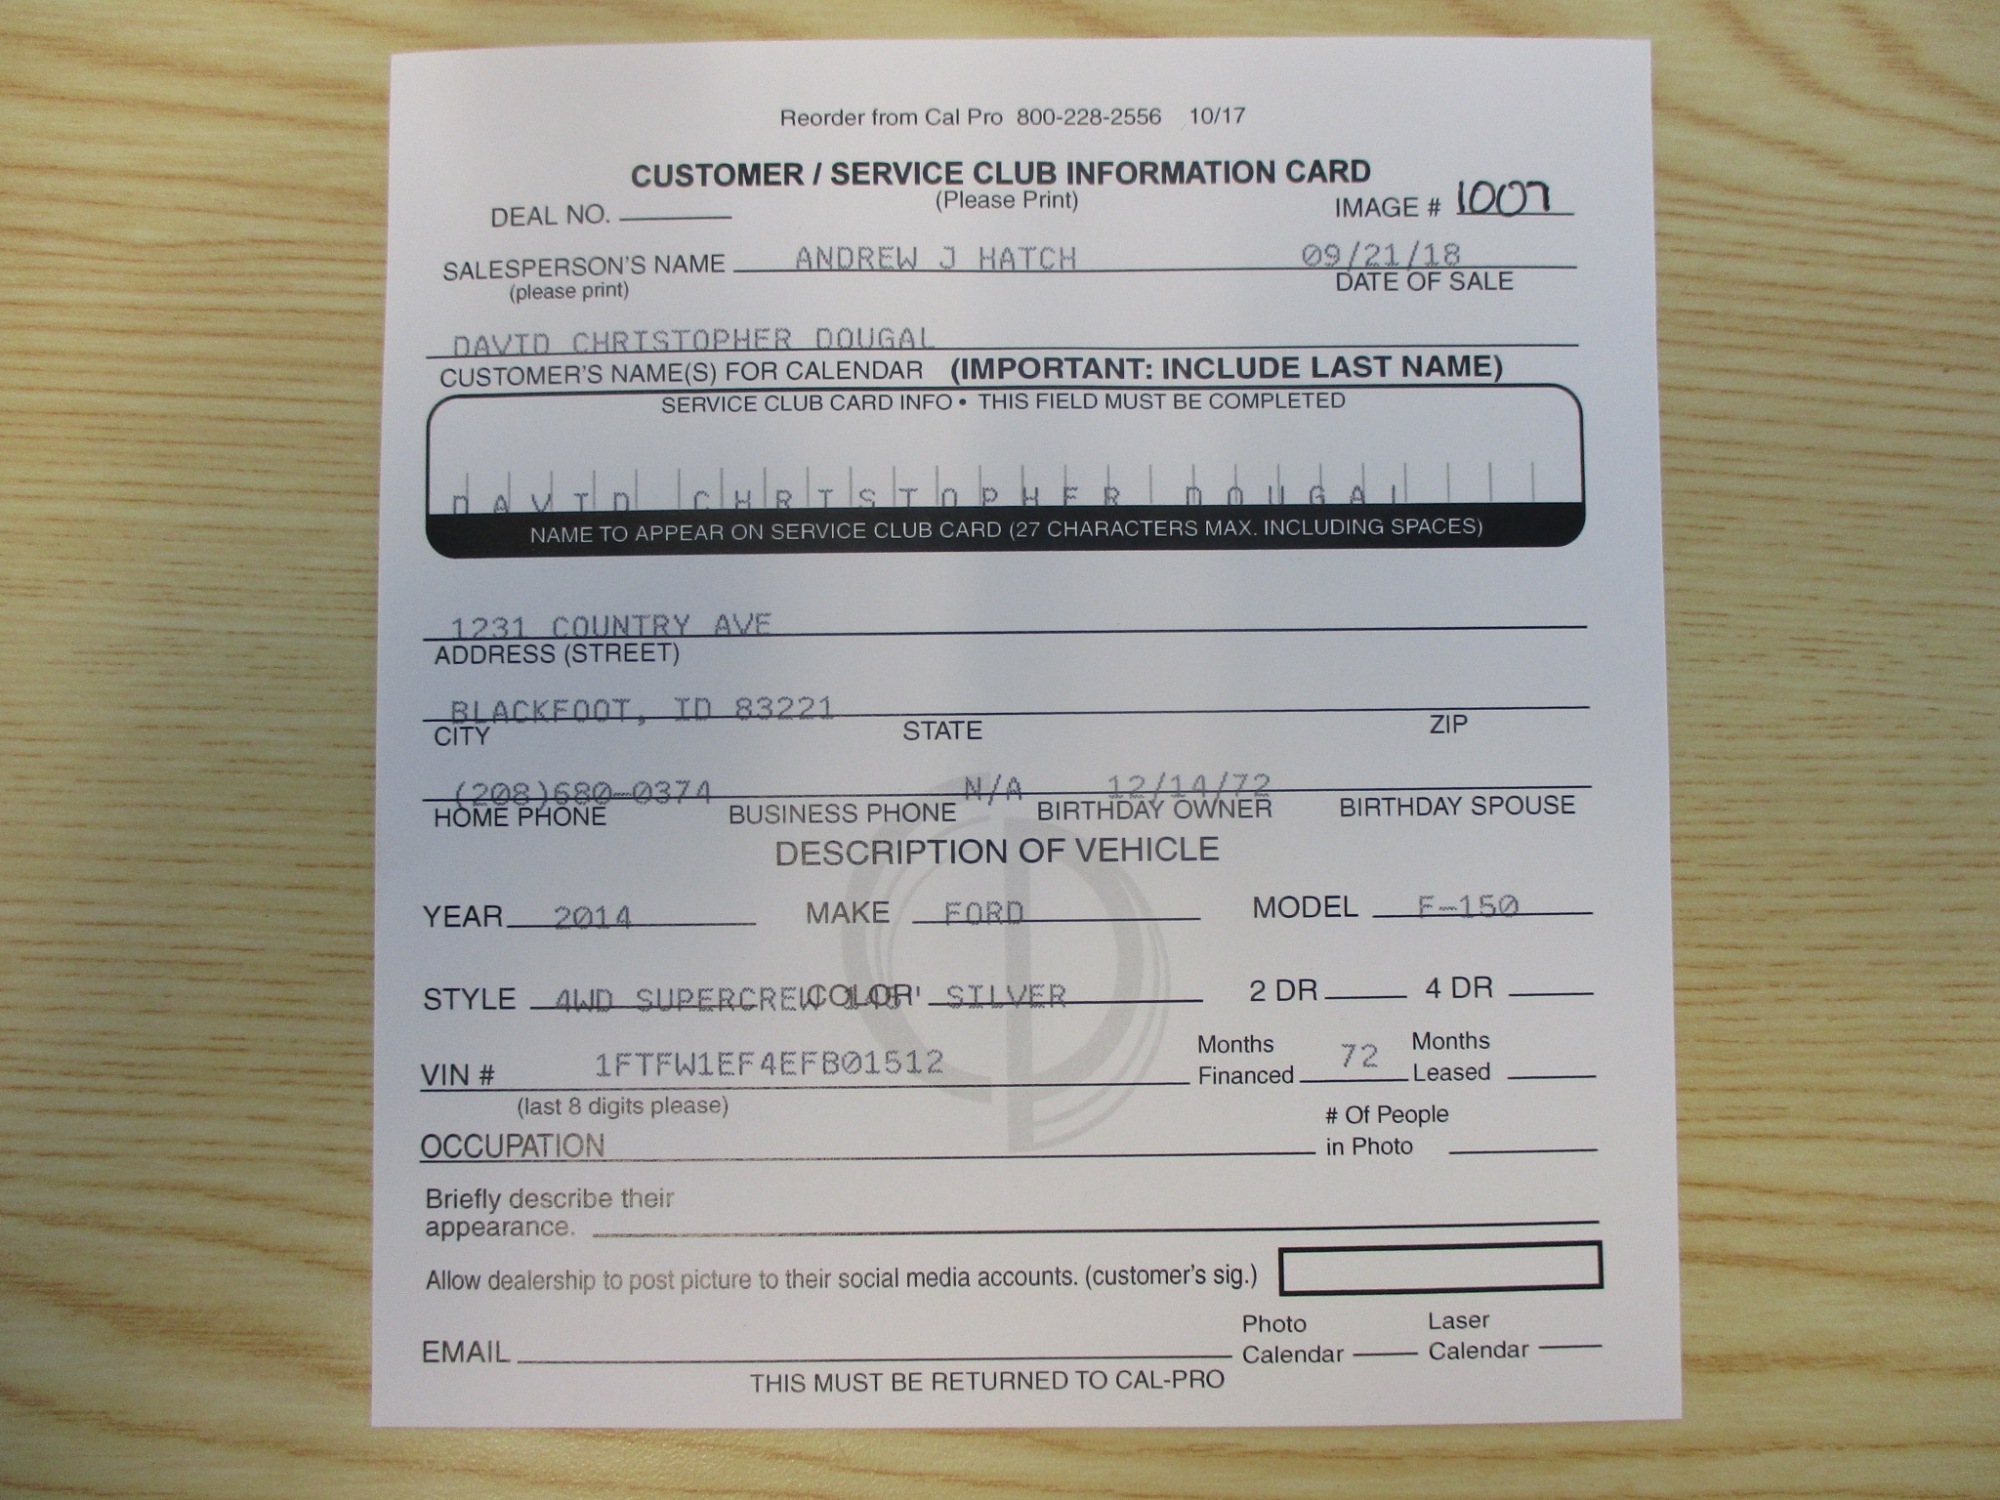 Reorder from Cal Pro 800-228-2556 10/17
CUSTOMER / SERVICE CLUB INFORMATION CARD
(Please Print)
DEAL NO. IMAGE # 1007
SALESPERSON'S NAME ANDREW J HATCH 09/21/18
(please print) DATE OF SALE
DAVID CHRISTOPHER DOUGAL
CUSTOMER'S NAME(S) FOR CALENDAR (IMPORTANT: INCLUDE LAST NAME)
SERVICE CLUB CARD INFO • THIS FIELD MUST BE COMPLETED
D A V I D C H R I S T O P H E R D O U G A L
NAME TO APPEAR ON SERVICE CLUB CARD (27 CHARACTERS MAX. INCLUDING SPACES)
1231 COUNTRY AVE
ADDRESS (STREET)
BLACKFOOT, ID 83221
CITY STATE ZIP
(208)680-0374 N/A 12/14/72
HOME PHONE BUSINESS PHONE BIRTHDAY OWNER BIRTHDAY SPOUSE
DESCRIPTION OF VEHICLE
YEAR 2014 MAKE FORD MODEL F-150
STYLE 4WD SUPERCREW COLOR SILVER 2 DR 4 DR
VIN # 1FTFW1EF4EFB01512 Months Financed 72 Months Leased
(last 8 digits please)
OCCUPATION # Of People in Photo
Briefly describe their
appearance.
Allow dealership to post picture to their social media accounts. (customer's sig.)
EMAIL Photo Calendar Laser Calendar
THIS MUST BE RETURNED TO CAL-PRO